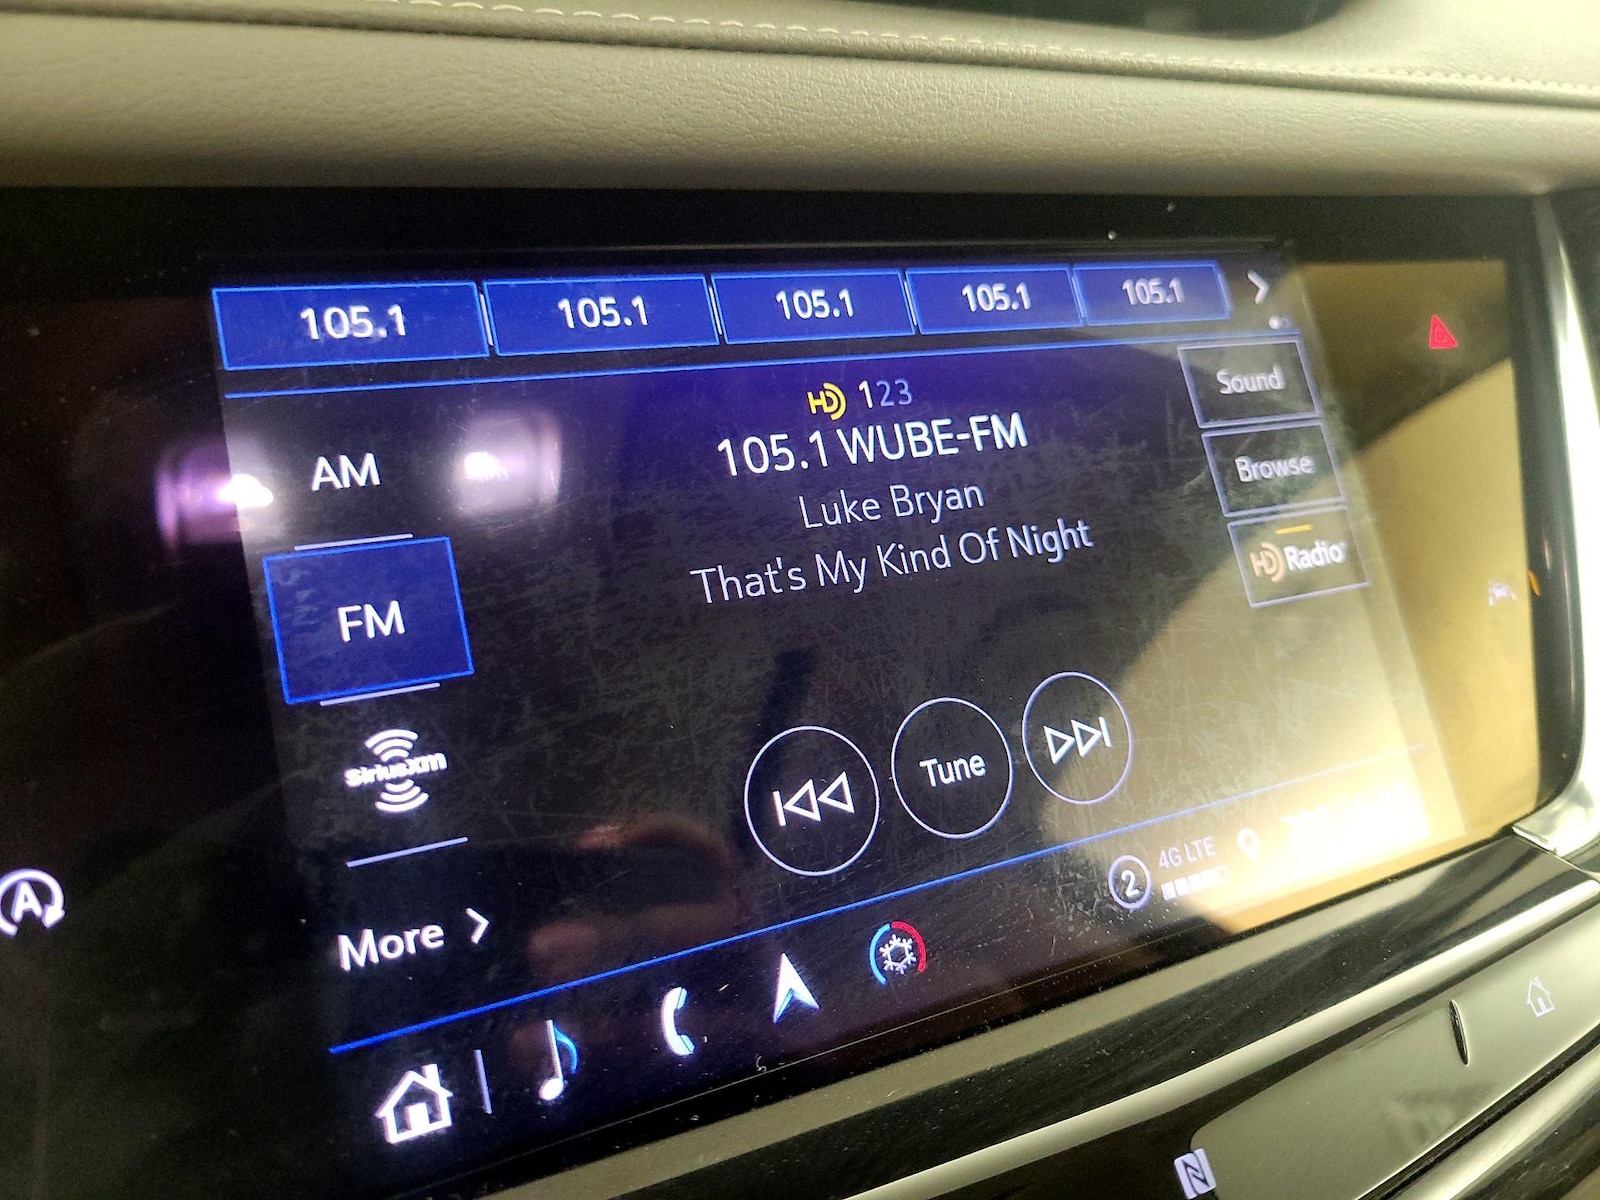 105.1 105.1 105.1 105.1 105.1
HD 123
105.1 WUBE-FM
Luke Bryan
That's My Kind Of Night
Sound
Browse
HD Radio
AM
FM
siriusxm
More
Tune
2 4G LTE
A
N